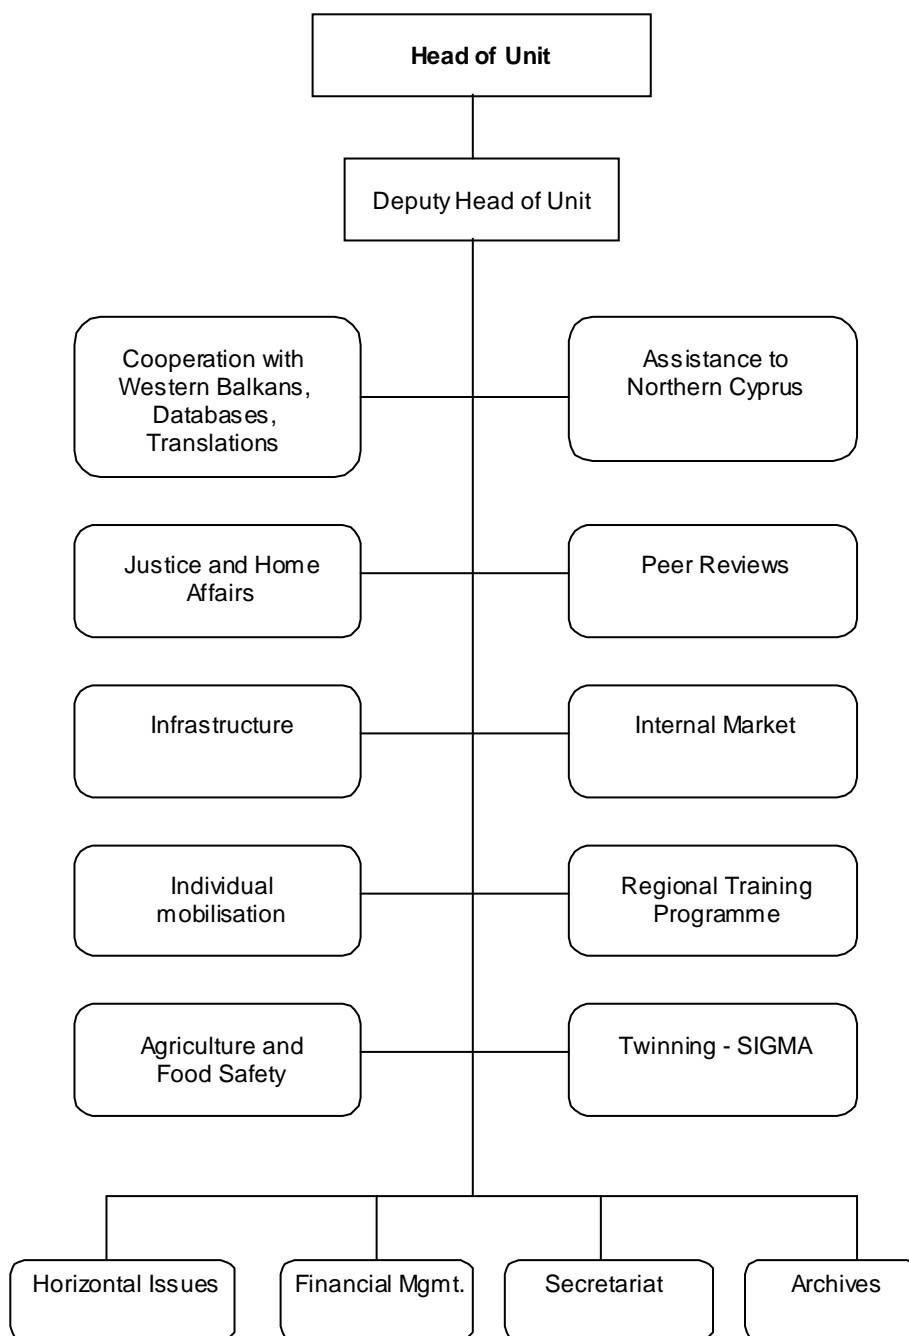 Head of Unit
Deputy Head of Unit
Cooperation with
Western Balkans,
Databases,
Translations
Assistance to
Northern Cyprus
Justice and Home
Affairs
Peer Reviews
Infrastructure
Internal Market
Individual
mobilisation
Regional Training
Programme
Agriculture and
Food Safety
Twinning - SIGMA
Horizontal Issues
Financial Mgmt.
Secretariat
Archives